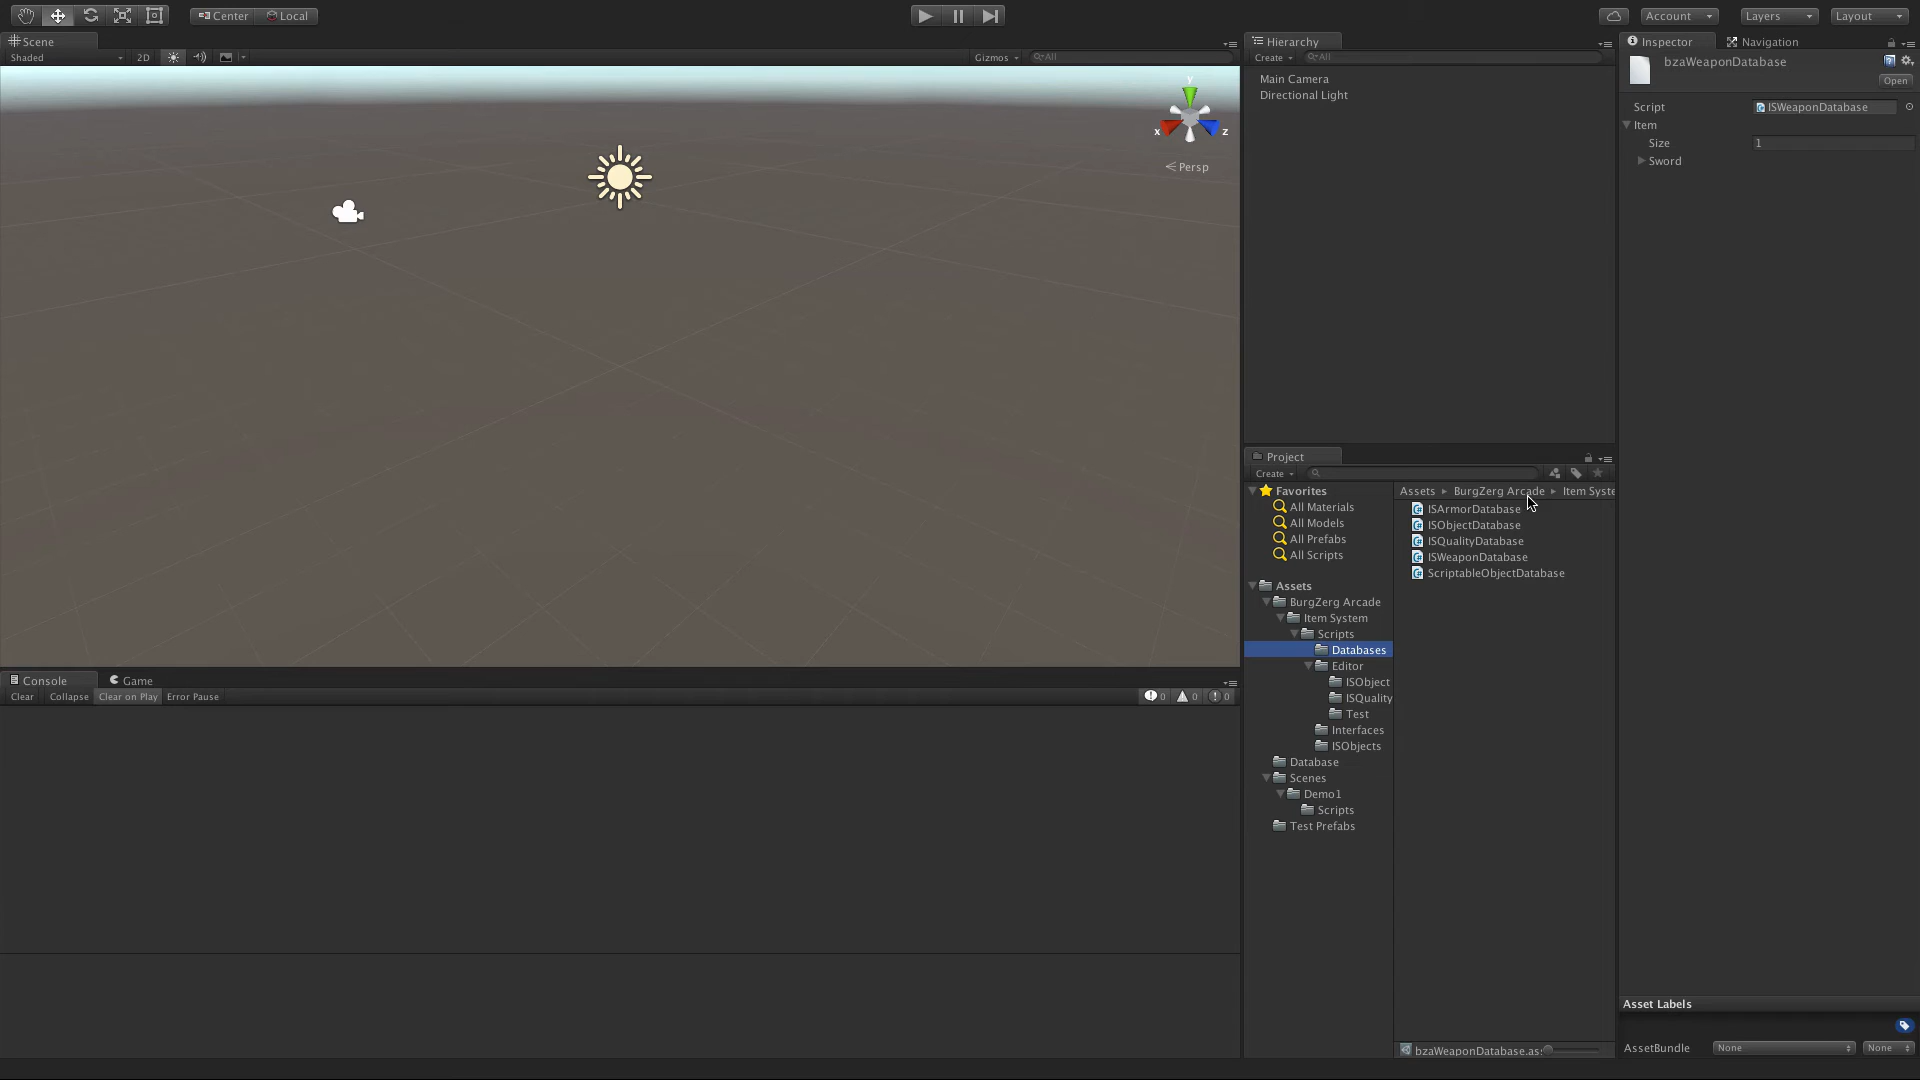 Center Local
Account Layers Layout
Scene
Shaded 2D Gizmos All
y
x z
Persp
Hierarchy
Create All
Main Camera
Directional Light
Inspector Navigation
bzaWeaponDatabase
Open
Script ISWeaponDatabase
Item
Size 1
Sword
Project
Create
Favorites
All Materials
All Models
All Prefabs
All Scripts
Assets
BurgZerg Arcade
Item System
Scripts
Databases
Editor
ISObject
ISQuality
Test
Interfaces
ISObjects
Database
Scenes
Demo1
Scripts
Test Prefabs
Assets BurgZerg Arcade Item Syste
ISArmorDatabase
ISObjectDatabase
ISQualityDatabase
ISWeaponDatabase
ScriptableObjectDatabase
bzaWeaponDatabase.as
Console Game
Clear Collapse Clear on Play Error Pause 0 0 0
Asset Labels
AssetBundle None None